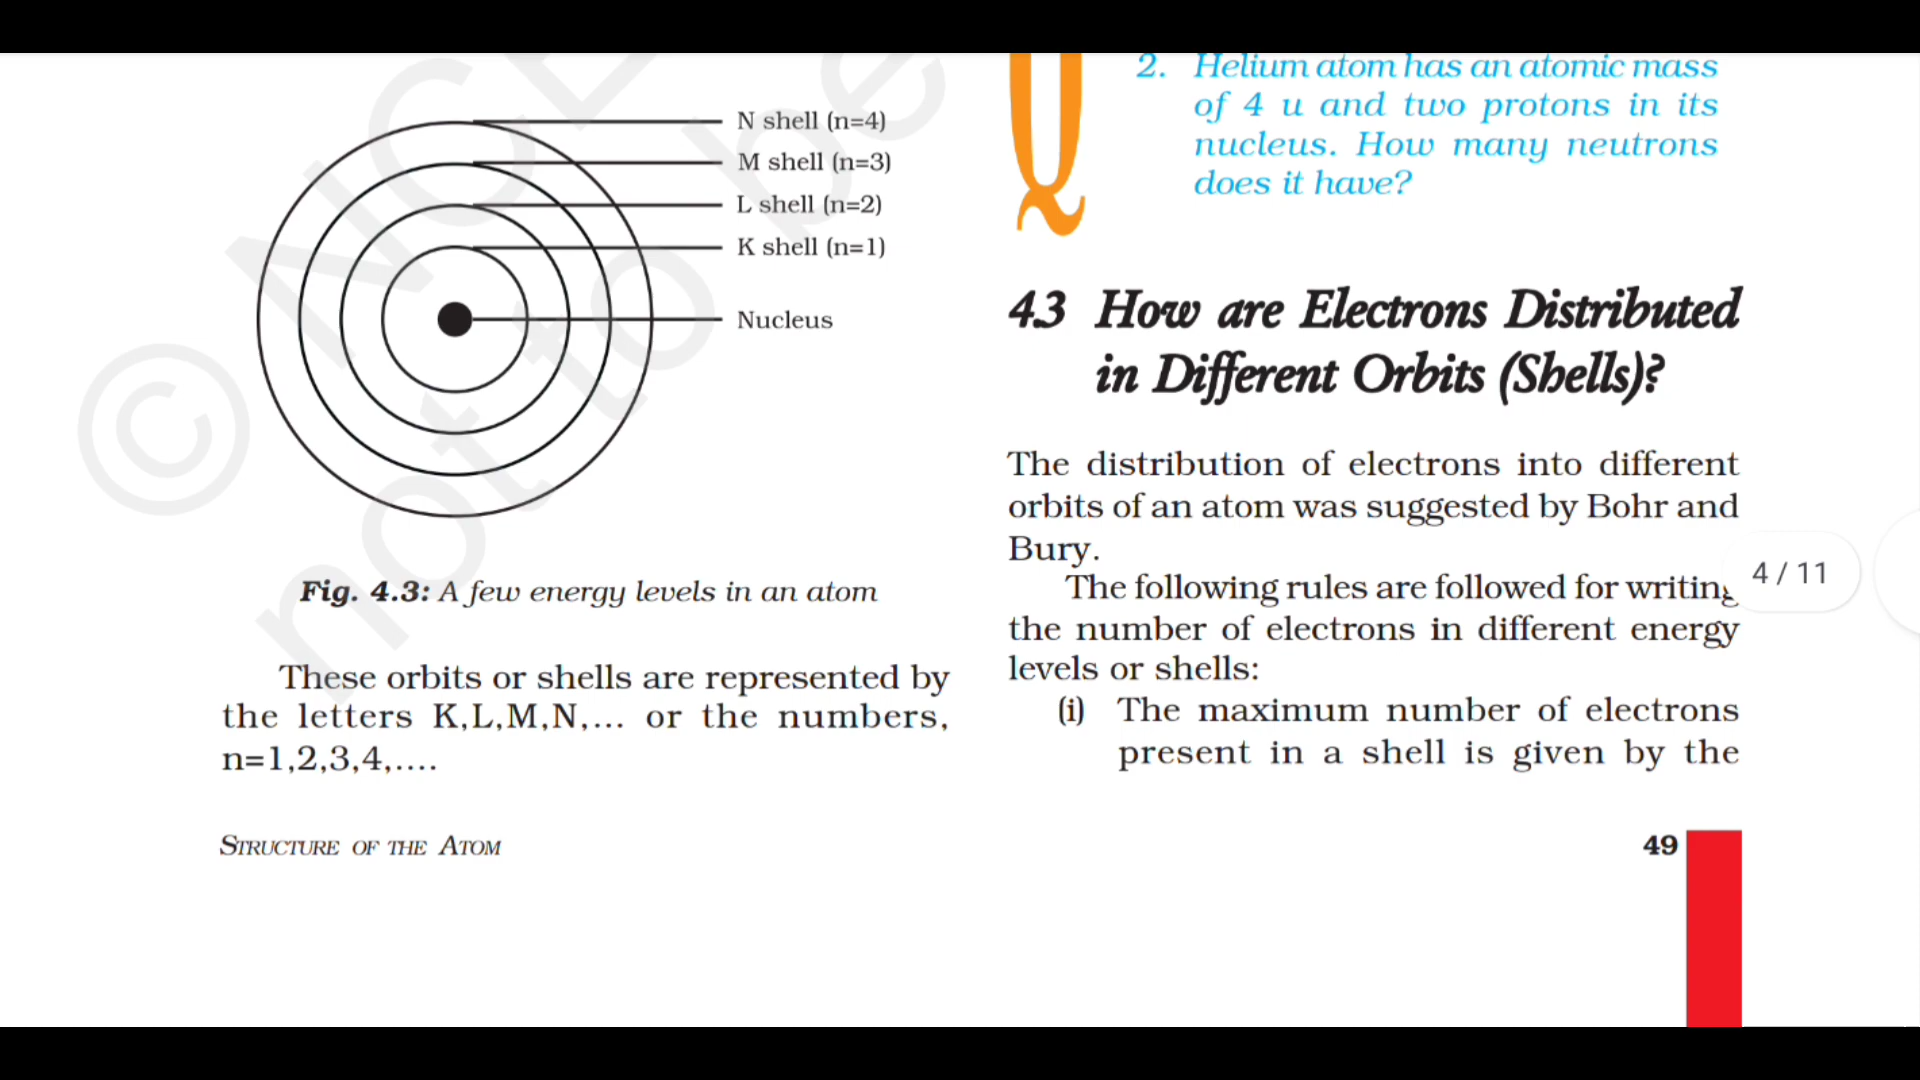 N shell (n=4)
M shell (n=3)
L shell (n=2)
K shell (n=1)
Nucleus
Fig. 4.3: A few energy levels in an atom
These orbits or shells are represented by
the letters K,L,M,N,... or the numbers,
n=1,2,3,4,....
STRUCTURE OF THE ATOM
Q
2. Helium atom has an atomic mass
of 4 u and two protons in its
nucleus. How many neutrons
does it have?
4.3 How are Electrons Distributed
in Different Orbits (Shells)?
The distribution of electrons into different
orbits of an atom was suggested by Bohr and
Bury.
The following rules are followed for writing
the number of electrons in different energy
levels or shells:
(i) The maximum number of electrons
present in a shell is given by the
49
4 / 11
© NCE
not to be